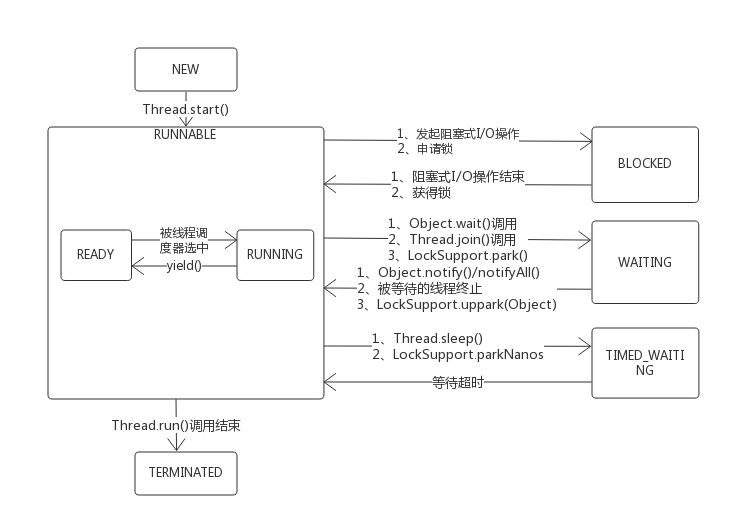 NEW
Thread.start()
RUNNABLE
1、发起阻塞式I/O操作
2、申请锁
BLOCKED
1、阻塞式I/O操作结束
2、获得锁
READY
被线程调
度器选中
yield()
RUNNING
1、Object.wait()调用
2、Thread.join()调用
3、LockSupport.park()
WAITING
1、Object.notify()/notifyAll()
2、被等待的线程终止
3、LockSupport.uppark(Object)
1、Thread.sleep()
2、LockSupport.parkNanos
TIMED_WAITI
NG
等待超时
Thread.run()调用结束
TERMINATED